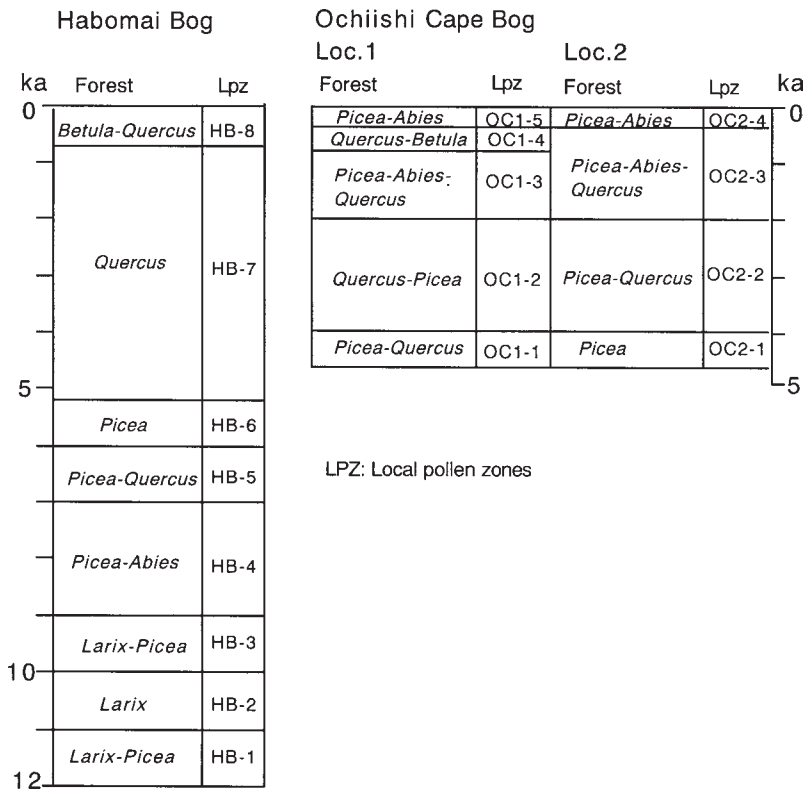 Habomai Bog
ka Forest Lpz
0
Betula-Quercus HB-8
Quercus HB-7
5
Picea HB-6
Picea-Quercus HB-5
Picea-Abies HB-4
Larix-Picea HB-3
10
Larix HB-2
Larix-Picea HB-1
12
Ochiishi Cape Bog
Loc.1 Loc.2
Forest Lpz Forest Lpz ka
0
Picea-Abies OC1-5 Picea-Abies OC2-4
Quercus-Betula OC1-4
Picea-Abies-
Quercus
OC1-3
Picea-Abies-
Quercus
OC2-3
Quercus-Picea OC1-2 Picea-Quercus OC2-2
Picea-Quercus OC1-1 Picea OC2-1
5
LPZ: Local pollen zones